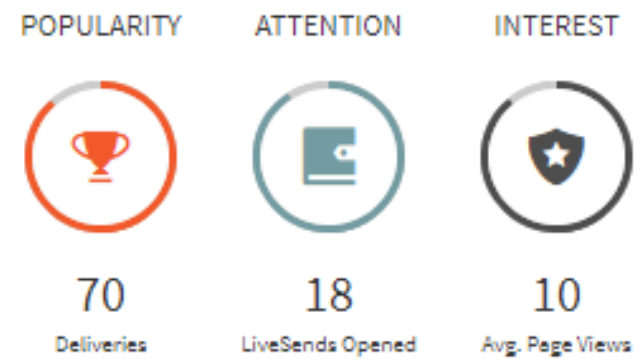 POPULARITY ATTENTION INTEREST
70 18 10
Deliveries LiveSends Opened Avg. Page Views